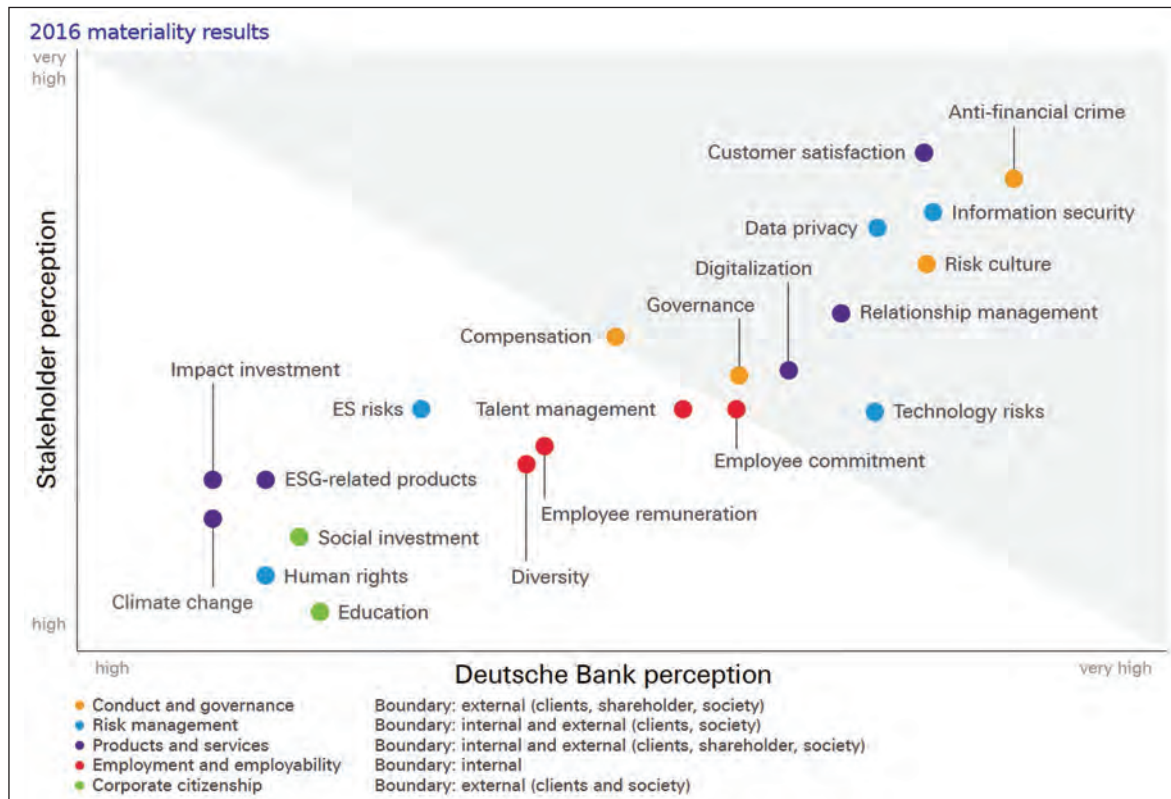 2016 materiality results
very
high
Anti-financial crime
Customer satisfaction
Information security
Data privacy
Risk culture
Digitalization
Governance
Relationship management
Compensation
Impact investment
ES risks
Talent management
Technology risks
Employee commitment
ESG-related products
Employee remuneration
Social investment
Diversity
Human rights
Climate change
Education
Stakeholder perception
high
high
Deutsche Bank perception
very high
Conduct and governance Boundary: external (clients, shareholder, society)
Risk management Boundary: internal and external (clients, society)
Products and services Boundary: internal and external (clients, shareholder, society)
Employment and employability Boundary: internal
Corporate citizenship Boundary: external (clients and society)